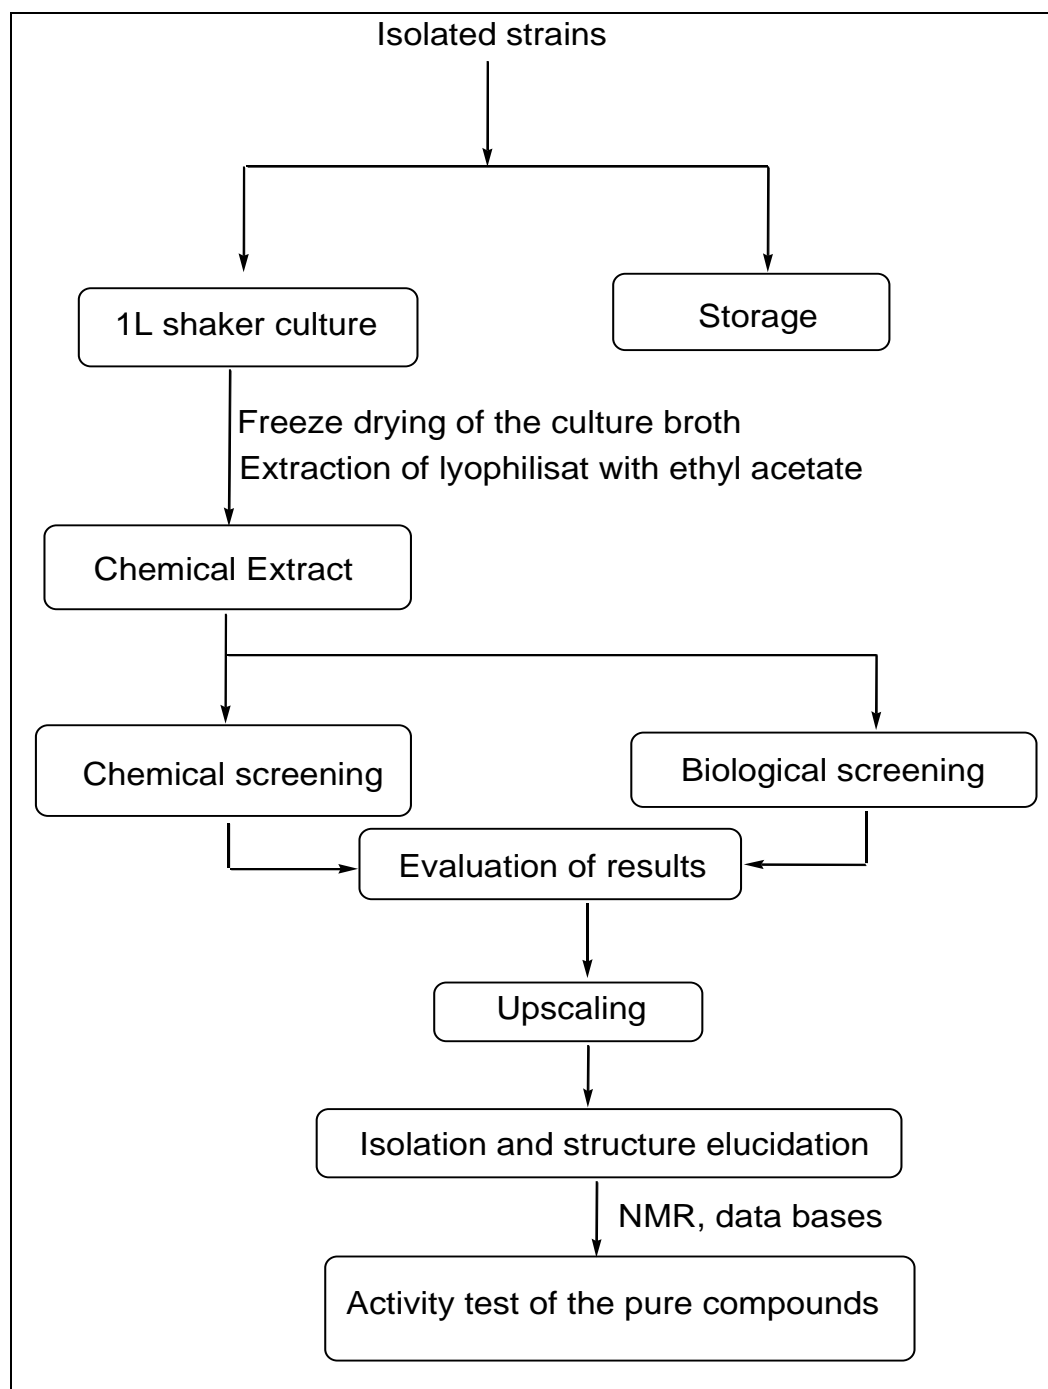 Isolated strains
1L shaker culture
Storage
Freeze drying of the culture broth
Extraction of lyophilisat with ethyl acetate
Chemical Extract
Chemical screening
Biological screening
Evaluation of results
Upscaling
Isolation and structure elucidation
NMR, data bases
Activity test of the pure compounds